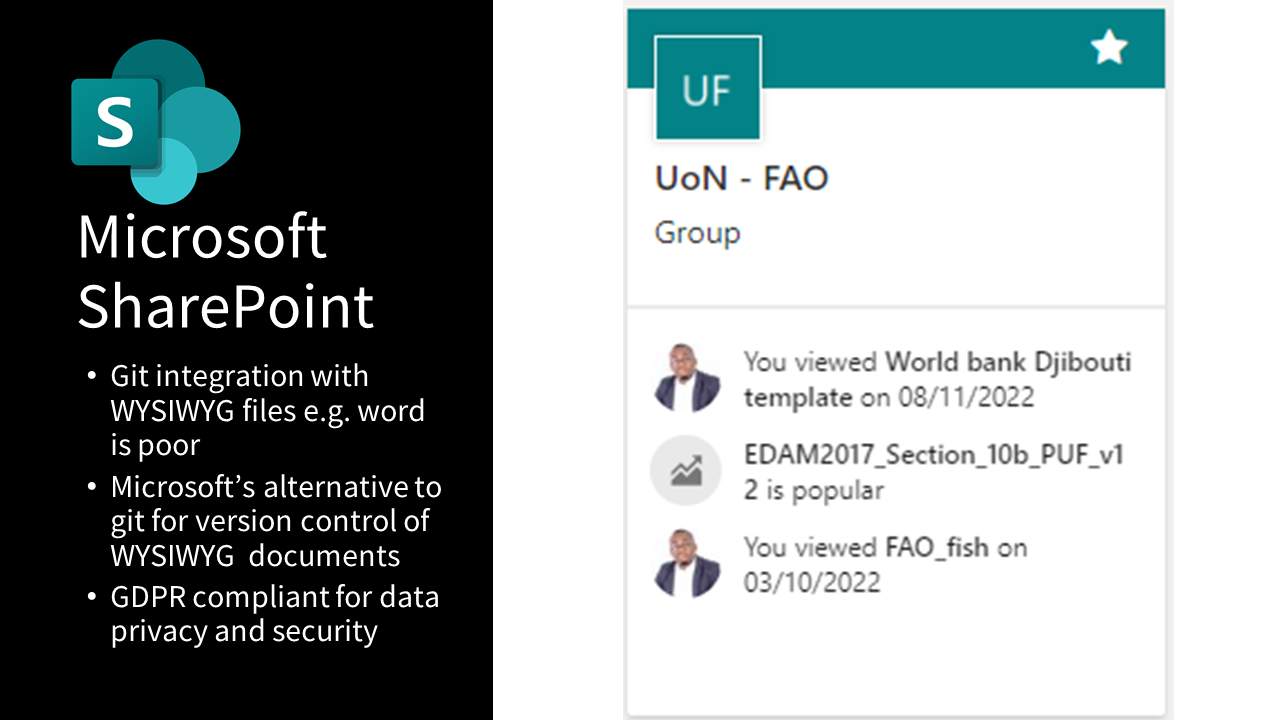 S
Microsoft
SharePoint
• Git integration with
WYSIWYG files e.g. word
is poor
• Microsoft’s alternative to
git for version control of
WYSIWYG  documents
• GDPR compliant for data
privacy and security
UF
UoN - FAO
Group
You viewed World bank Djibouti
template on 08/11/2022
EDAM2017_Section_10b_PUF_v1
2 is popular
You viewed FAO_fish on
03/10/2022